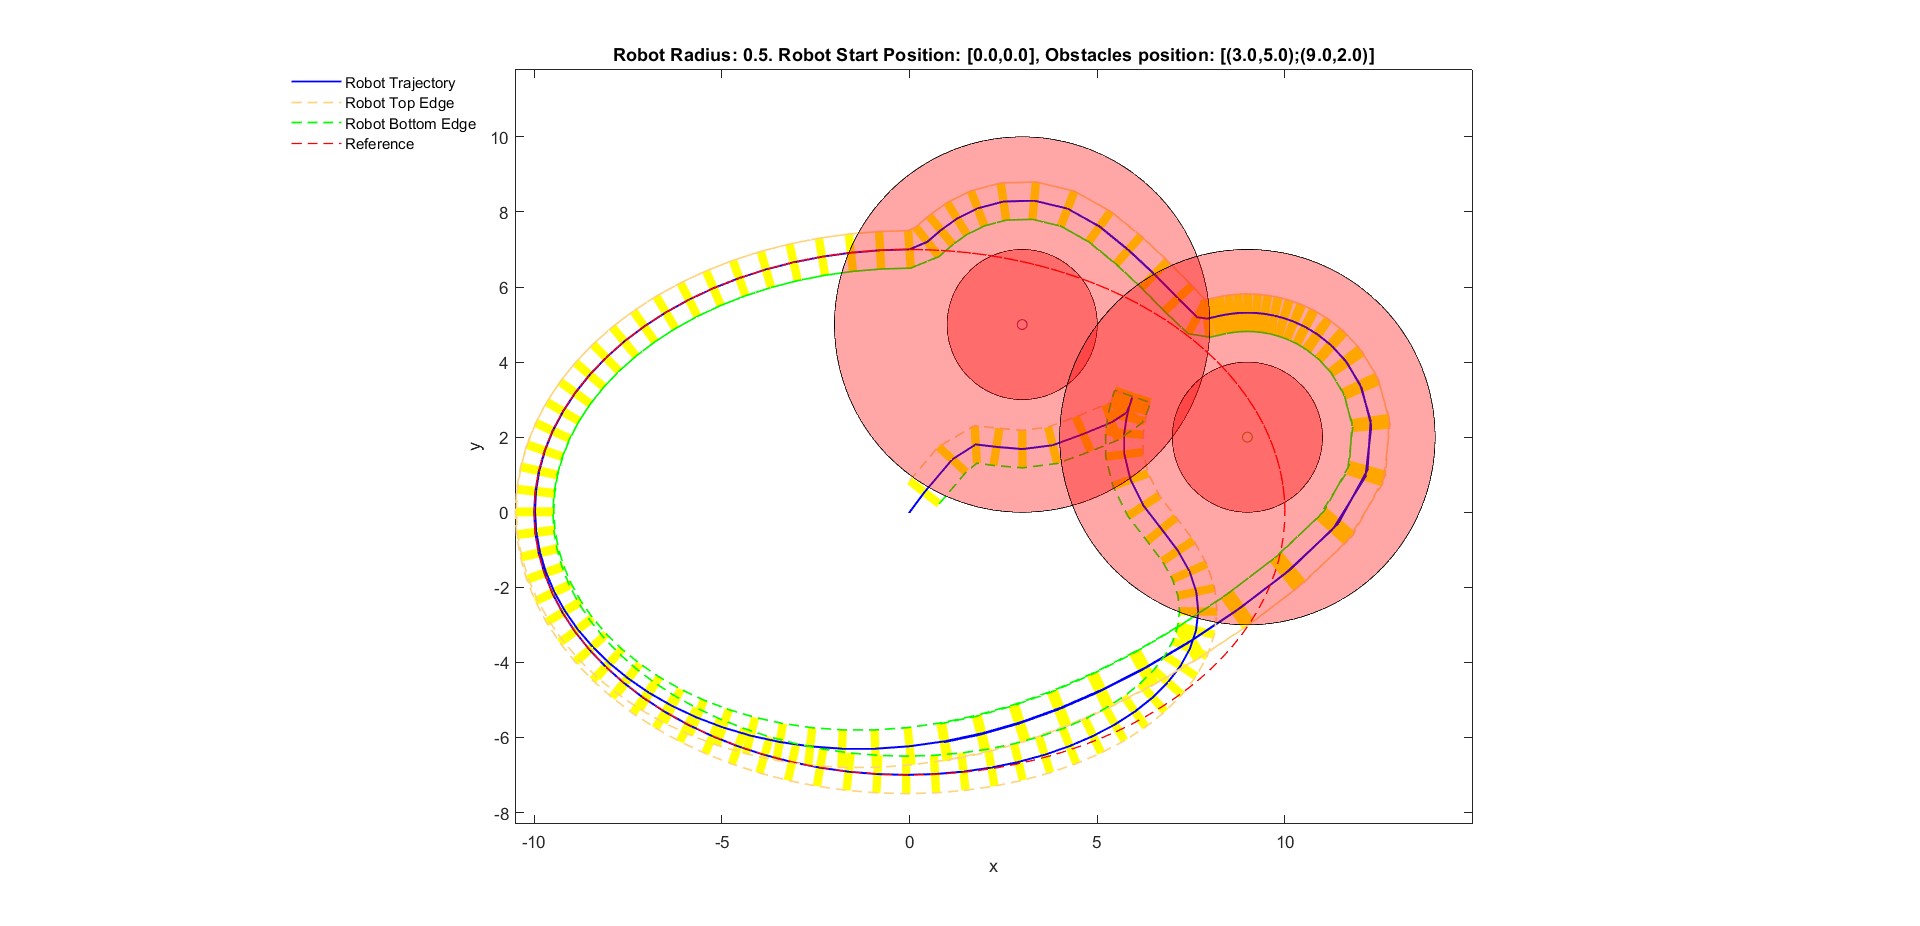 Robot Radius: 0.5. Robot Start Position: [0.0,0.0], Obstacles position: [(3.0,5.0);(9.0,2.0)]
Robot Trajectory
Robot Top Edge
Robot Bottom Edge
Reference
10
8
6
4
2
0
-2
-4
-6
-8
y
-10
-5
0
5
10
x